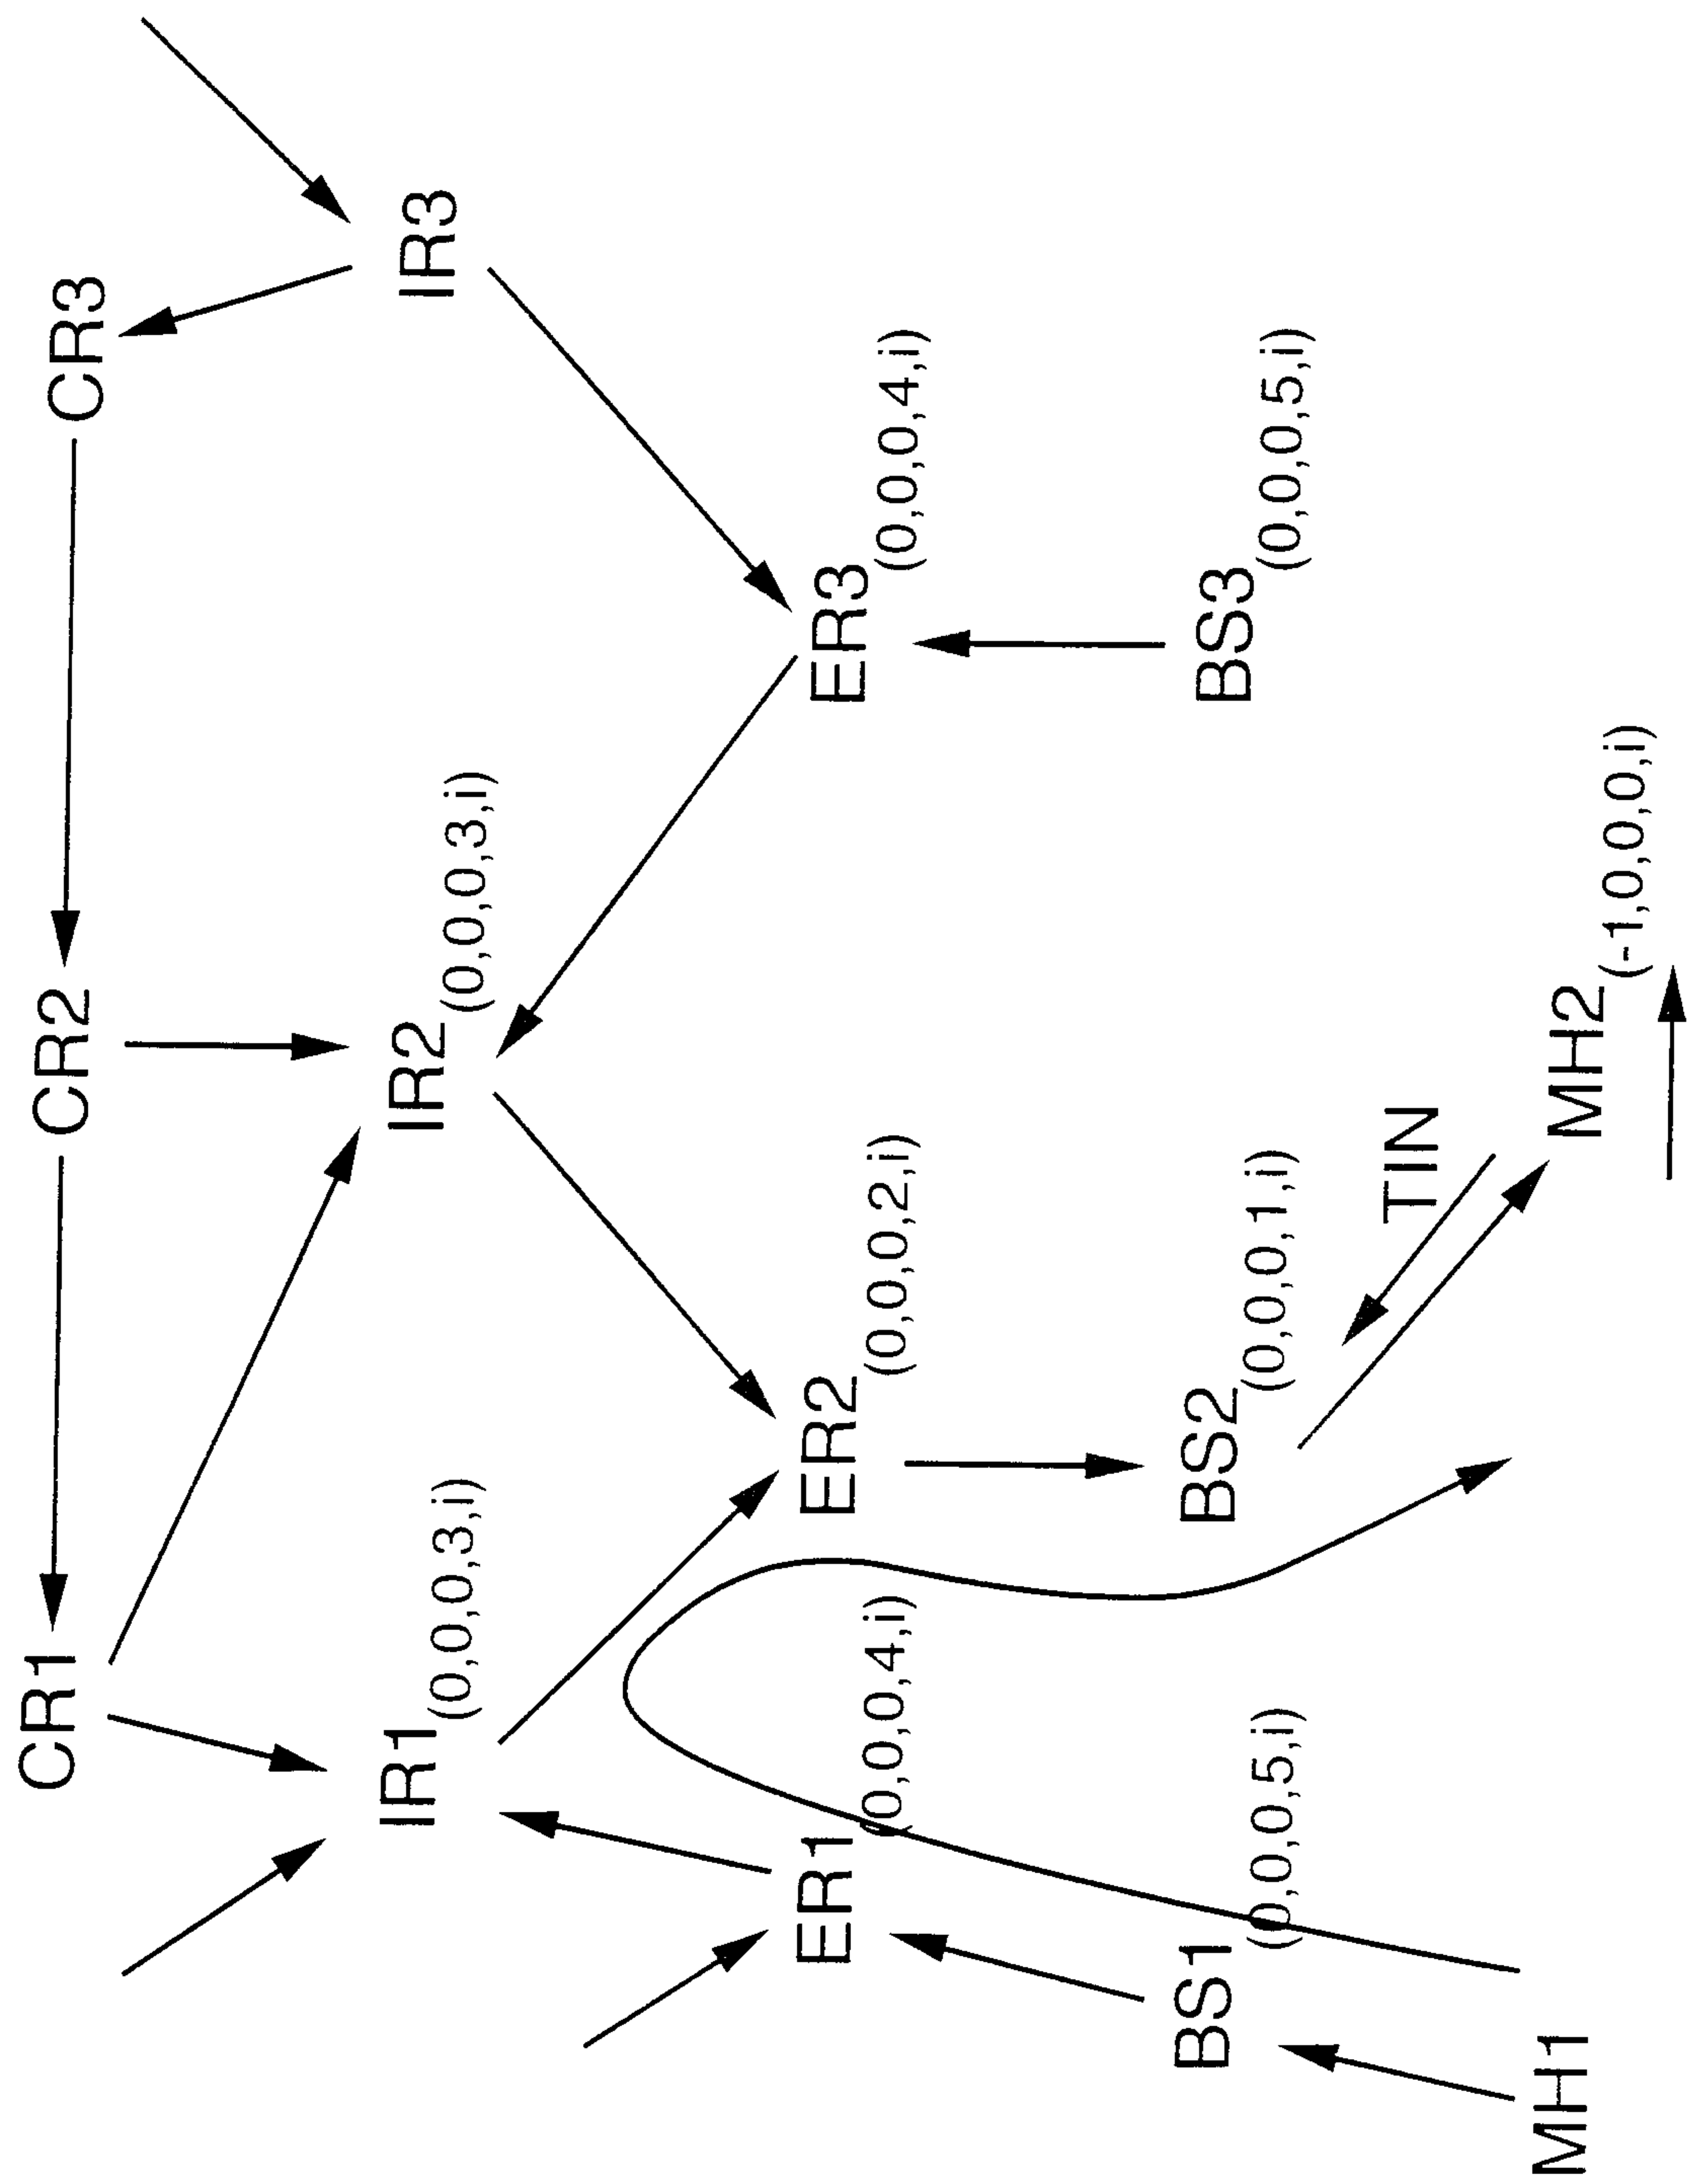 CR1
CR2
CR3
IR1(0,0,0,3,i)
IR2(0,0,0,3,i)
IR3
ER1(0,0,0,4,i)
ER2(0,0,0,2,i)
ER3(0,0,0,4,i)
BS1(0,0,0,5,i)
BS2(0,0,0,1,i)
BS3(0,0,0,5,i)
TIN
MH1
MH2(-1,0,0,0,i)